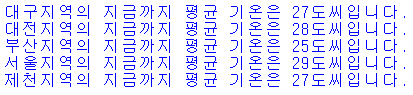 대구지역의 지금까지 평균 기온은 27도씨입니다.
대전지역의 지금까지 평균 기온은 28도씨입니다.
부산지역의 지금까지 평균 기온은 25도씨입니다.
서울지역의 지금까지 평균 기온은 29도씨입니다.
제천지역의 지금까지 평균 기온은 27도씨입니다.